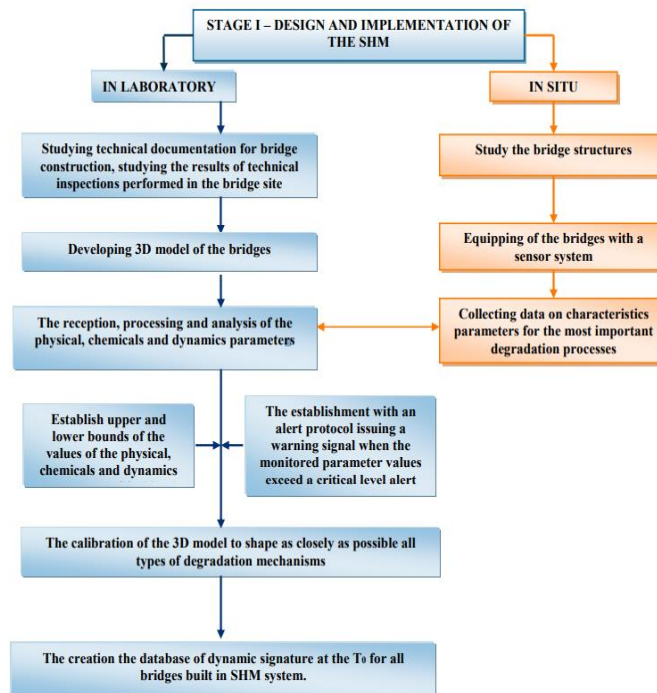 STAGE I – DESIGN AND IMPLEMENTATION OF
THE SHM
IN LABORATORY
IN SITU
Studying technical documentation for bridge
construction, studying the results of technical
inspections performed in the bridge site
Study the bridge structures
Developing 3D model of the bridges
Equipping of the bridges with a
sensor system
The reception, processing and analysis of the
physical, chemicals and dynamics parameters
Collecting data on characteristics
parameters for the most important
degradation processes
Establish upper and
lower bounds of the
values of the physical,
chemicals and dynamics
The establishment with an
alert protocol issuing a
warning signal when the
monitored parameter values
exceed a critical level alert
The calibration of the 3D model to shape as closely as possible all
types of degradation mechanisms
The creation the database of dynamic signature at the T0 for all
bridges built in SHM system.